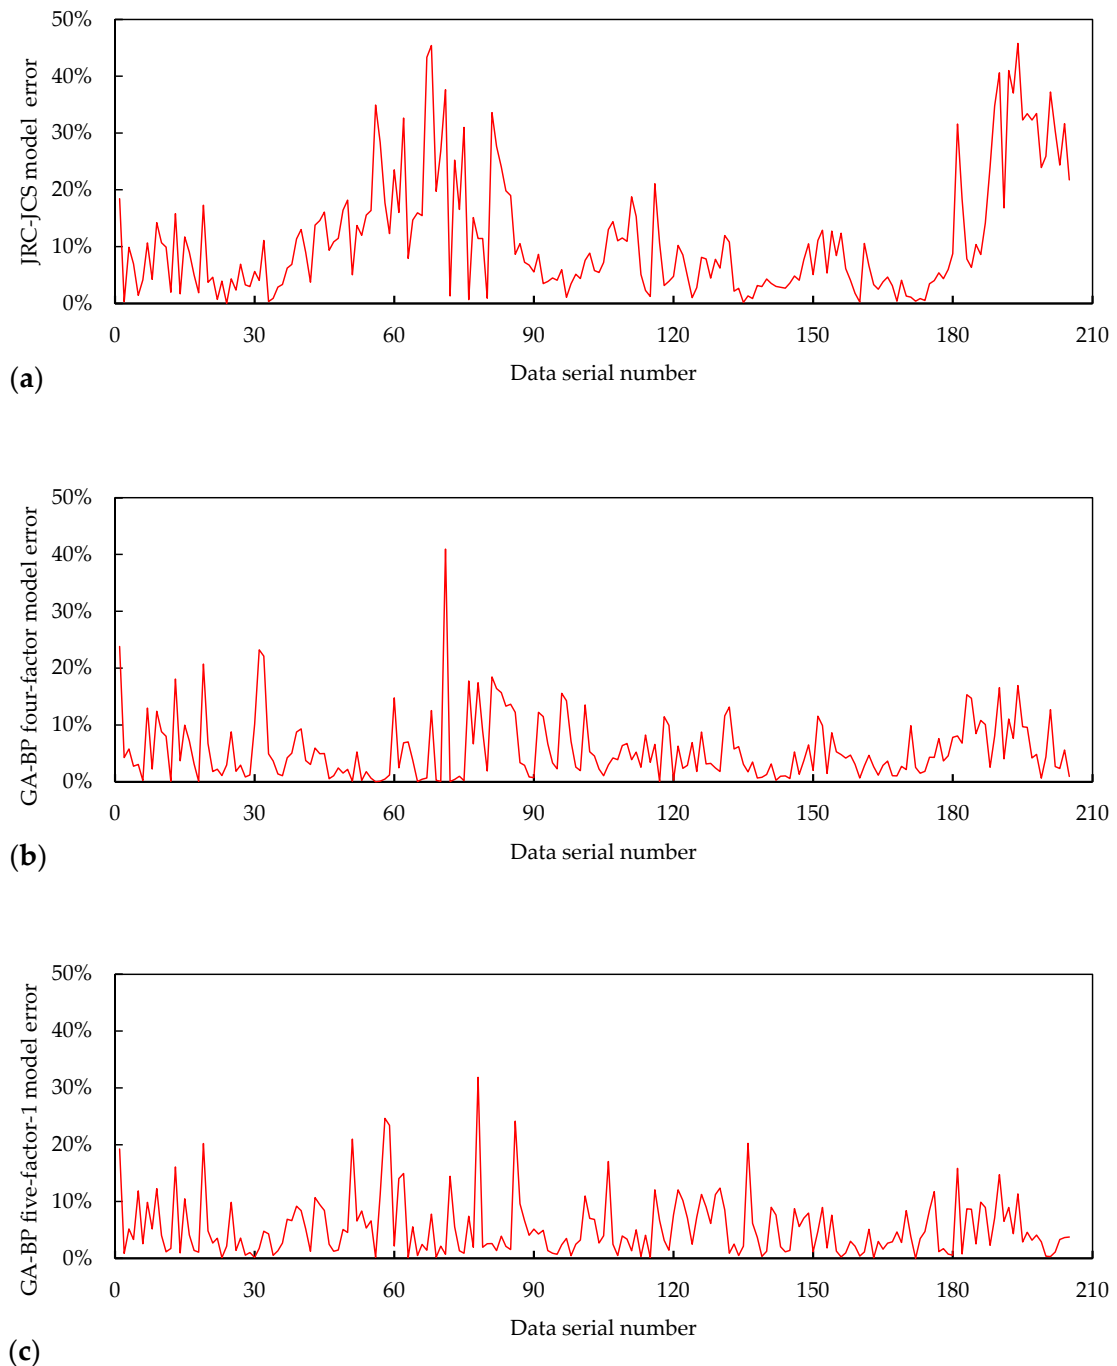 50%
40%
30%
20%
10%
0%
JRC-JCS model error
0 30 60 90 120 150 180 210
Data serial number
(a)
50%
40%
30%
20%
10%
0%
GA-BP four-factor model error
0 30 60 90 120 150 180 210
Data serial number
(b)
50%
40%
30%
20%
10%
0%
GA-BP five-factor-1 model error
0 30 60 90 120 150 180 210
Data serial number
(c)